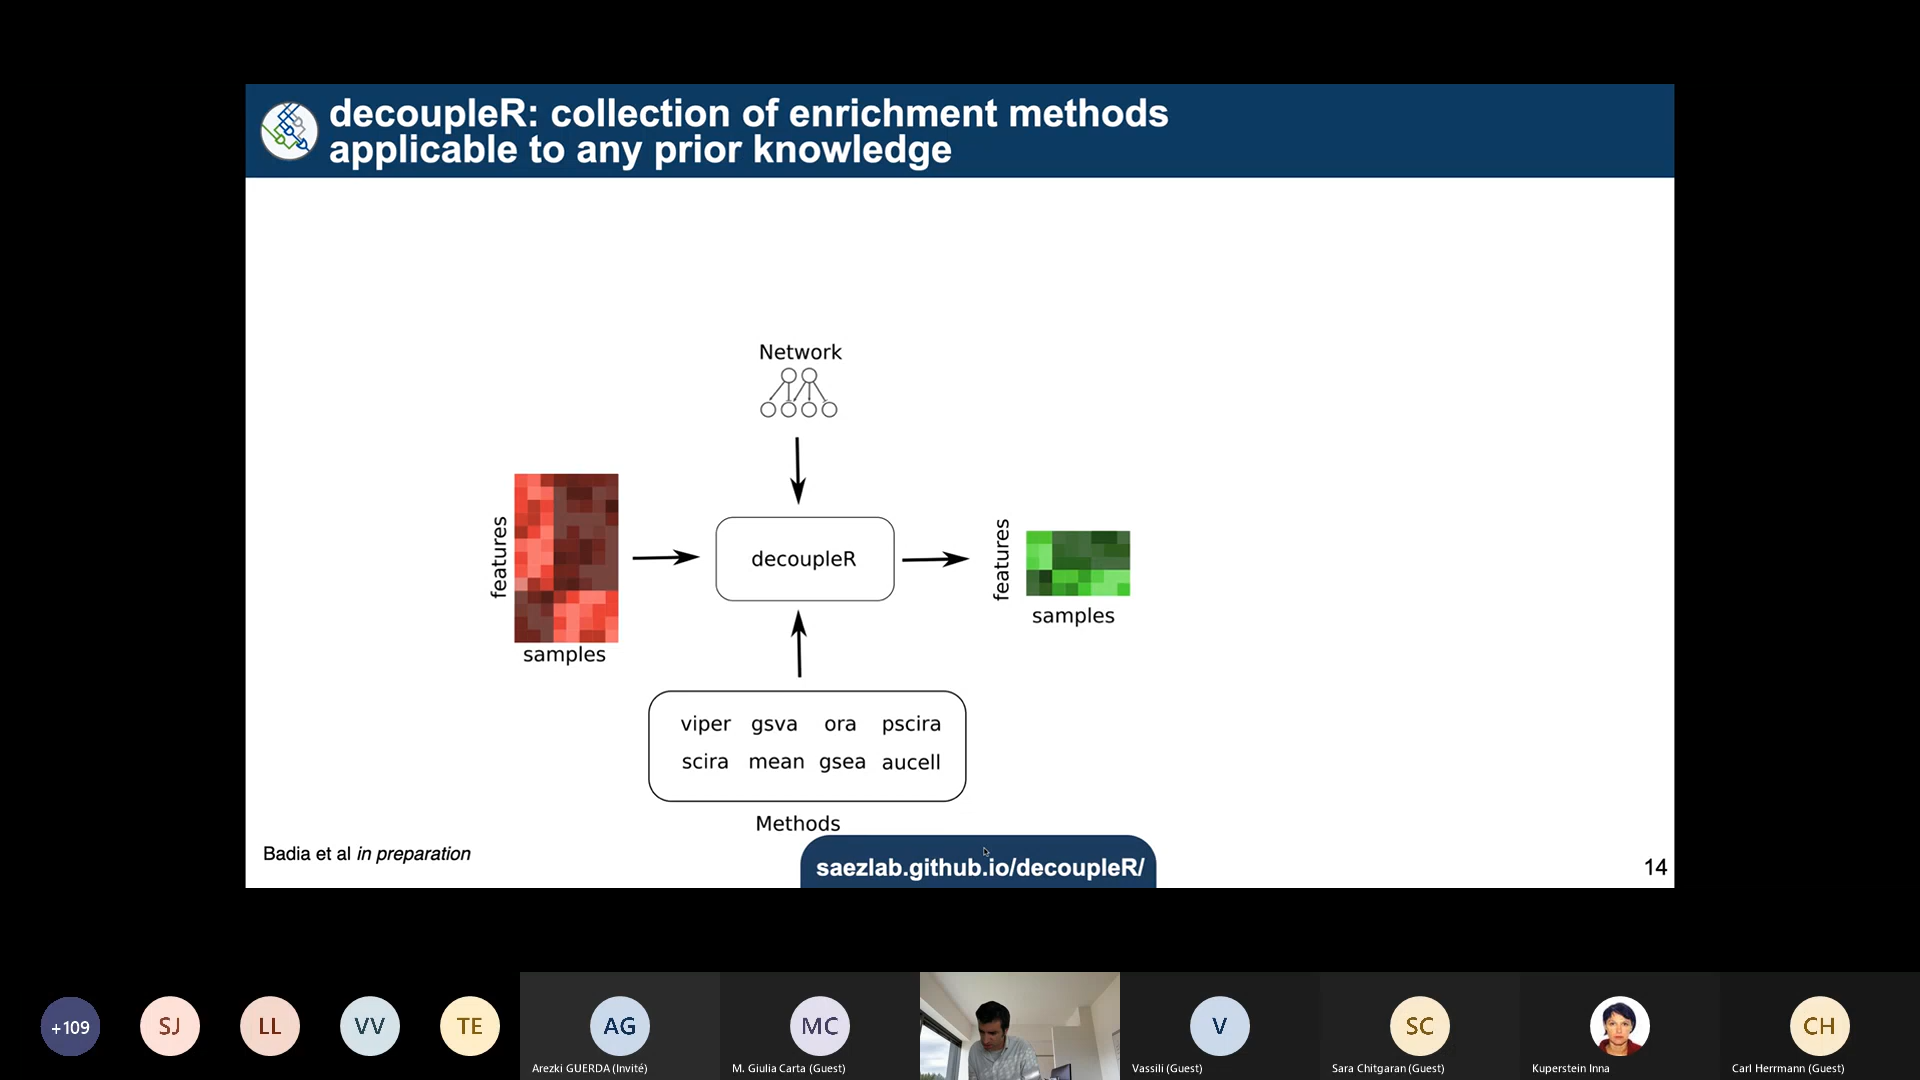 decoupleR: collection of enrichment methods
applicable to any prior knowledge
Network
features
samples
decoupleR
features
samples
viper gsva ora pscira
scira mean gsea aucell
Methods
Badia et al in preparation
saezlab.github.io/decoupleR/
14
+109
SJ
LL
VV
TE
AG
Arezki GUERDA (Invité)
MC
M. Giulia Carta (Guest)
V
Vassili (Guest)
SC
Sara Chitgaran (Guest)
Kuperstein Inna
CH
Carl Herrmann (Guest)